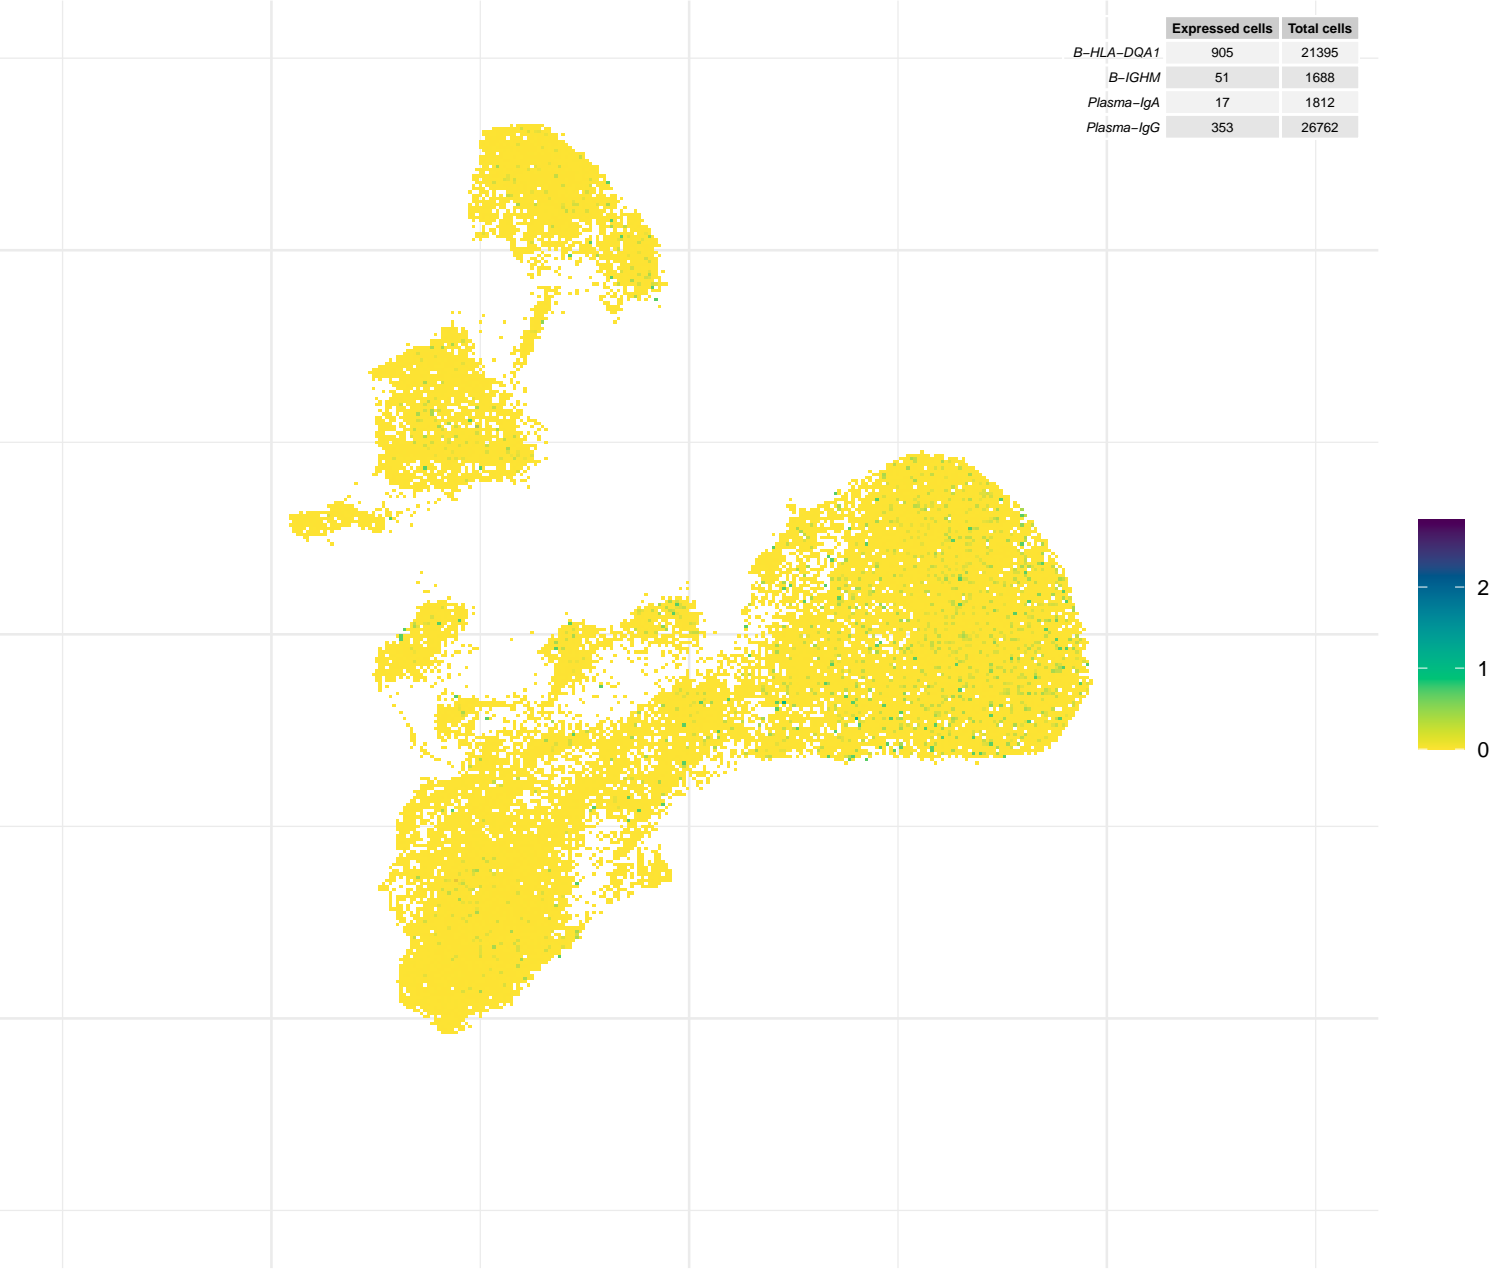 Expressed cells Total cells
B−HLA−DQA1 905 21395
B−IGHM 51 1688
Plasma−IgA 17 1812
Plasma−IgG 353 26762
2
1
0